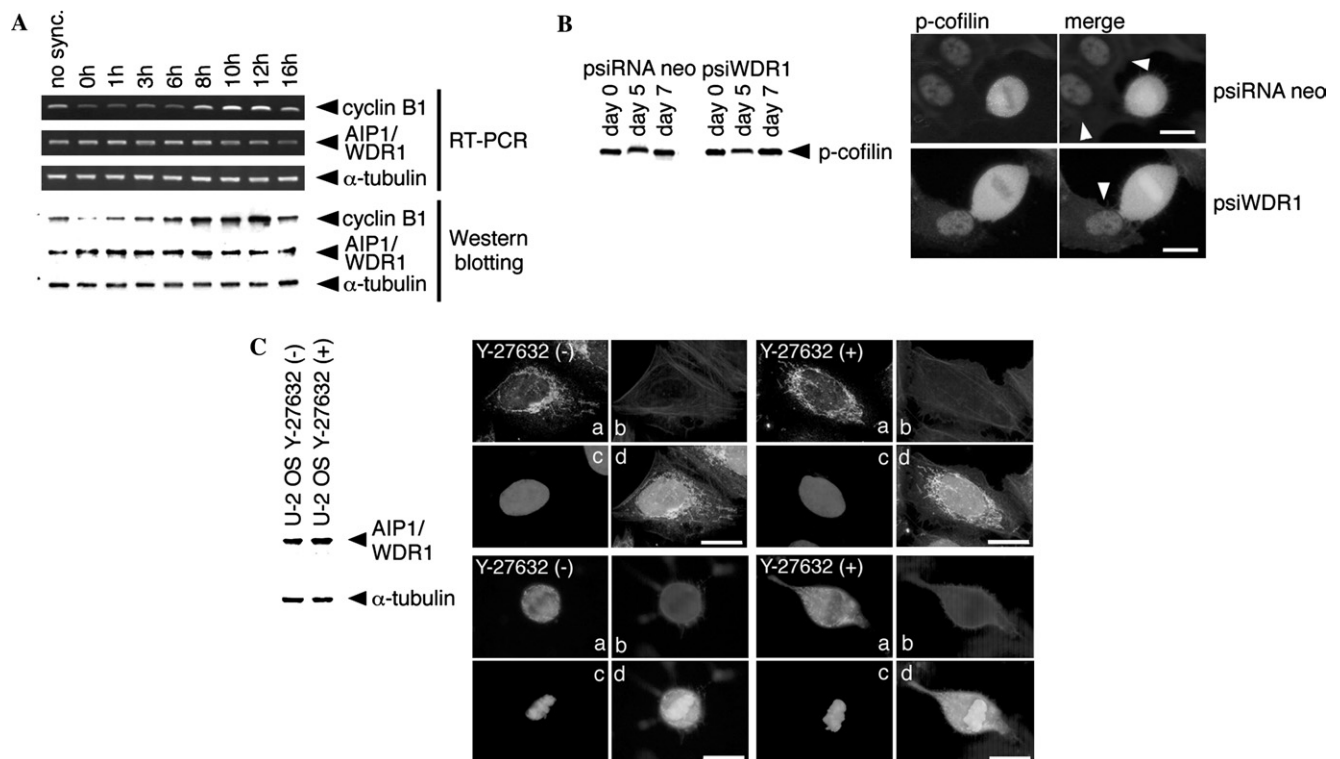 A
no sync.
0h
1h
3h
6h
8h
10h
12h
16h
cyclin B1
AIP1/
WDR1
α-tubulin
RT-PCR
cyclin B1
AIP1/
WDR1
α-tubulin
Western
blotting
B
psiRNA neo psiWDR1
day 0
day 5
day 7
day 0
day 5
day 7
p-cofilin
p-cofilin merge
psiRNA neo
psiWDR1
C
U-2 OS Y-27632 (-)
U-2 OS Y-27632 (+)
AIP1/
WDR1
α-tubulin
Y-27632 (-)
a
b
c
d
Y-27632 (+)
a
b
c
d
Y-27632 (-)
a
b
c
d
Y-27632 (+)
a
b
c
d